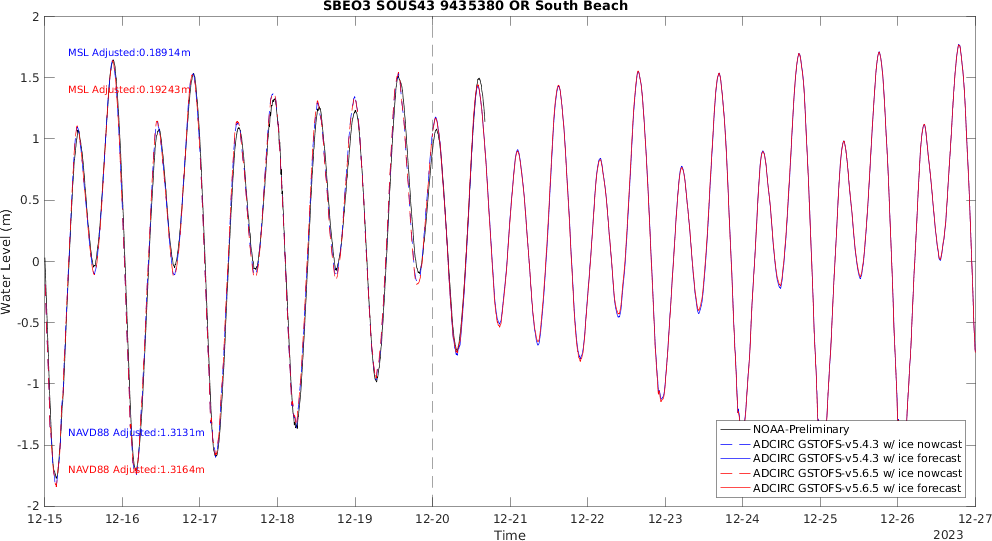 SBEO3 SOUS43 9435380 OR South Beach
Water Level (m)
2
1.5
1
0.5
0
-0.5
-1
-1.5
-2
MSL Adjusted:0.18914m
MSL Adjusted:0.19243m
NAVD88 Adjusted:1.3131m
NAVD88 Adjusted:1.3164m
NOAA-Preliminary
ADCIRC GSTOFS-v5.4.3 w/ ice nowcast
ADCIRC GSTOFS-v5.4.3 w/ ice forecast
ADCIRC GSTOFS-v5.6.5 w/ ice nowcast
ADCIRC GSTOFS-v5.6.5 w/ ice forecast
12-15 12-16 12-17 12-18 12-19 12-20 12-21 12-22 12-23 12-24 12-25 12-26 12-27
Time
2023